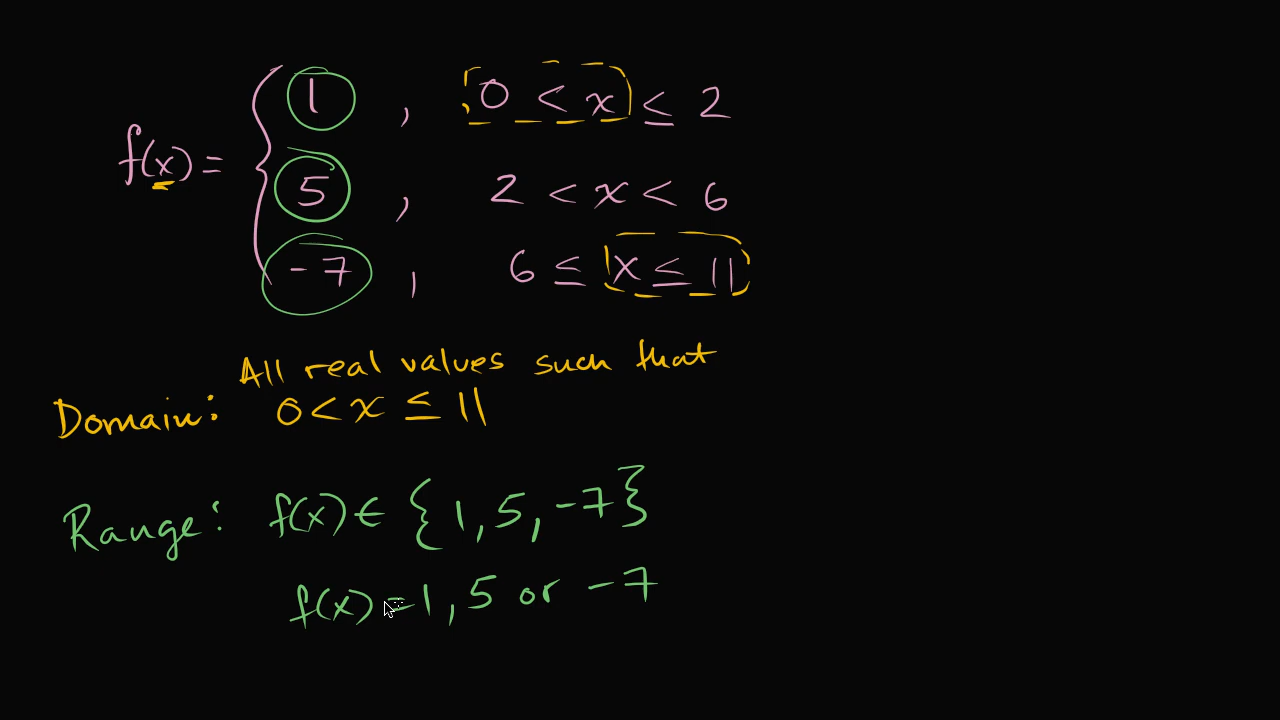 f(x) = { 1 , 0 < x ≤ 2
5 , 2 < x < 6
-7 , 6 ≤ x ≤ 11
All real values such that
Domain: 0 < x ≤ 11
Range: f(x) ∈ {1, 5, -7}
f(x) = 1, 5 or -7